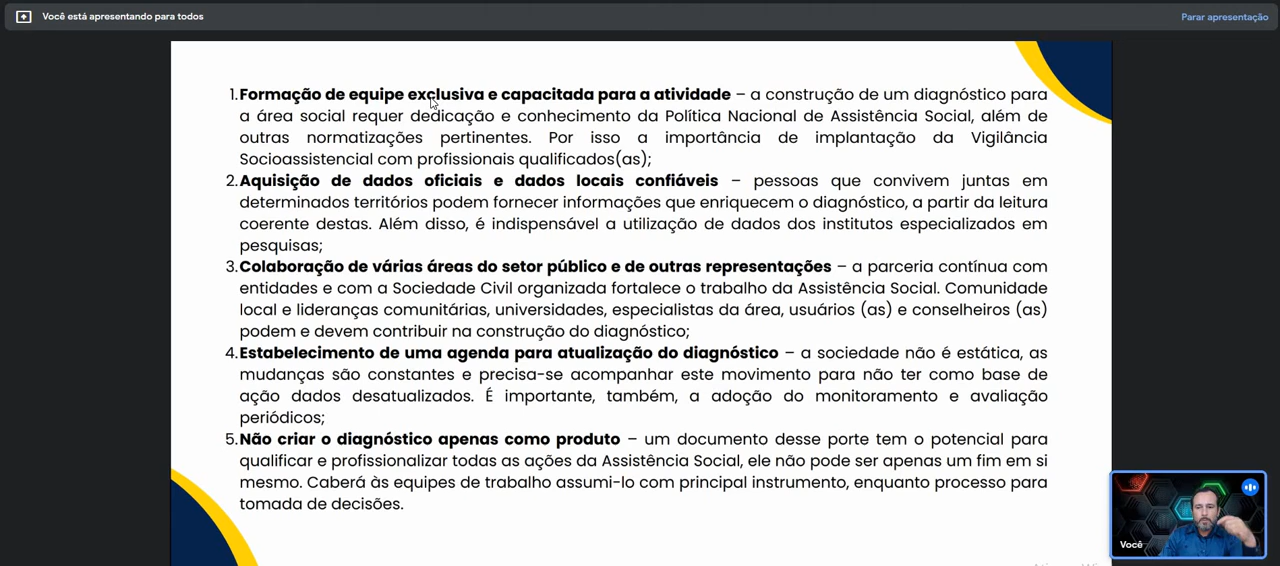 Você está apresentando para todos
Parar apresentação
1. Formação de equipe exclusiva e capacitada para a atividade – a construção de um diagnóstico para
a área social requer dedicação e conhecimento da Política Nacional de Assistência Social, além de
outras normatizações pertinentes. Por isso a importância de implantação da Vigilância
Socioassistencial com profissionais qualificados(as);
2. Aquisição de dados oficiais e dados locais confiáveis – pessoas que convivem juntas em
determinados territórios podem fornecer informações que enriquecem o diagnóstico, a partir da leitura
coerente destas. Além disso, é indispensável a utilização de dados dos institutos especializados em
pesquisas;
3. Colaboração de várias áreas do setor público e de outras representações – a parceria contínua com
entidades e com a Sociedade Civil organizada fortalece o trabalho da Assistência Social. Comunidade
local e lideranças comunitárias, universidades, especialistas da área, usuários (as) e conselheiros (as)
podem e devem contribuir na construção do diagnóstico;
4. Estabelecimento de uma agenda para atualização do diagnóstico – a sociedade não é estática, as
mudanças são constantes e precisa-se acompanhar este movimento para não ter como base de
ação dados desatualizados. É importante, também, a adoção do monitoramento e avaliação
periódicos;
5. Não criar o diagnóstico apenas como produto – um documento desse porte tem o potencial para
qualificar e profissionalizar todas as ações da Assistência Social, ele não pode ser apenas um fim em si
mesmo. Caberá às equipes de trabalho assumi-lo com principal instrumento, enquanto processo para
tomada de decisões.
Você